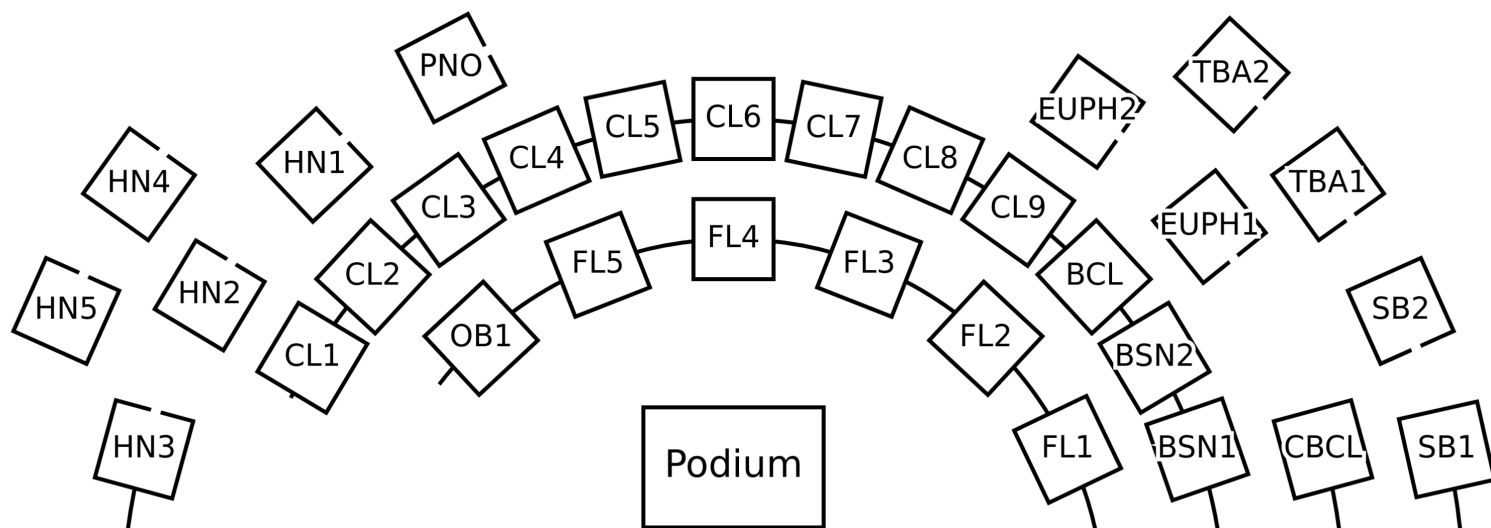 PNO
TBA2
EUPH2
CL5
CL6
CL7
CL4
CL8
HN1
HN4
TBA1
CL3
CL9
EUPH1
FL4
CL2
FL5
FL3
BCL
HN2
HN5
SB2
OB1
FL2
CL1
BSN2
HN3
Podium
FL1
BSN1
CBCL
SB1